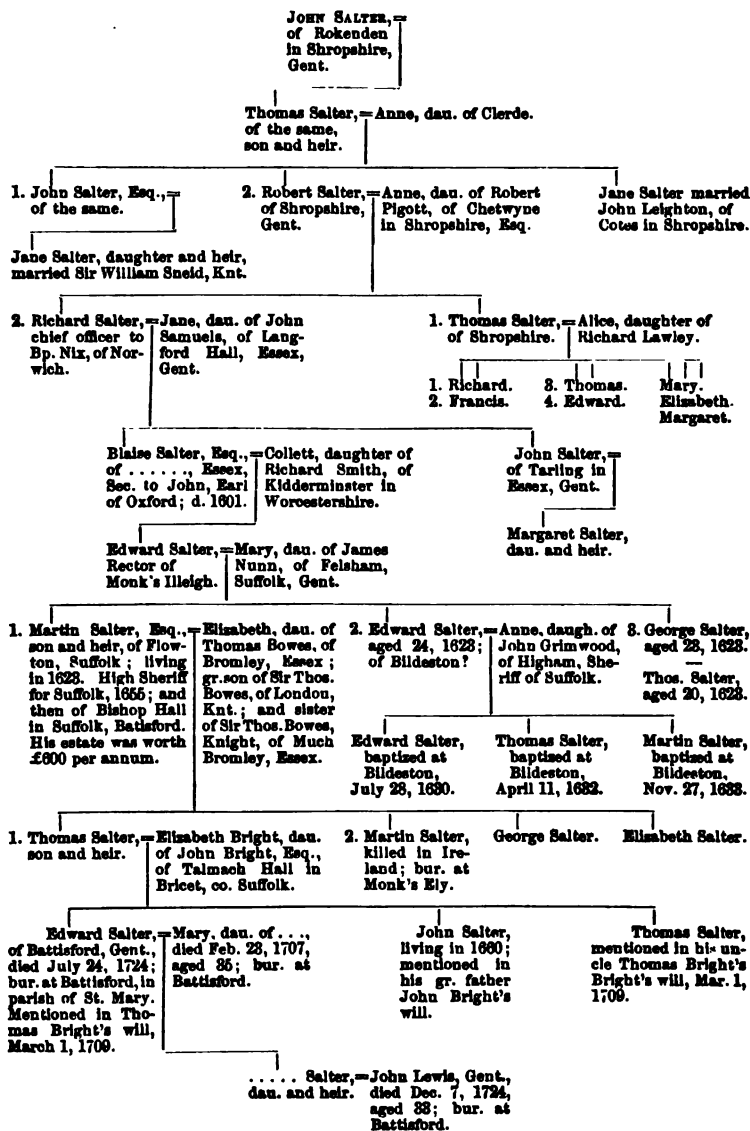 JOHN SALTER,=
of Rokenden
in Shropshire,
Gent.
Thomas Salter,=Anne, dau. of Clerde.
of the same,
son and heir.
1. John Salter, Esq.,=
of the same.
2. Robert Salter,=Anne, dau. of Robert
of Shropshire, Pigott, of Chetwyne
Gent. in Shropshire, Esq.
Jane Salter married
John Leighton, of
Cotes in Shropshire.
Jane Salter, daughter and heir,
married Sir William Sneid, Knt.
2. Richard Salter,=Jane, dau. of John
chief officer to Samuels, of Lang-
Bp. Nix, of Nor- ford Hall, Essex,
wich. Gent.
1. Thomas Salter,=Alice, daughter of
of Shropshire. Richard Lawley.
1. Richard. 3. Thomas. Mary.
2. Francis. 4. Edward. Elizabeth.
Margaret.
Blaise Salter, Esq.,=Collett, daughter of
of . . . . . ., Essex, Richard Smith, of
Sec. to John, Earl Kidderminster in
of Oxford; d. 1601. Worcestershire.
John Salter,=
of Tarling in
Essex, Gent.
Margaret Salter,
dau. and heir.
Edward Salter,=Mary, dau. of James
Rector of Nunn, of Felsham,
Monk's Illeigh. Suffolk, Gent.
1. Martin Salter, Esq.,=Elizabeth, dau. of
son and heir, of Flow- Thomas Bowes, of
ton, Suffolk; living Bromley, Essex;
in 1623. High Sheriff gr.son of Sir Thos.
for Suffolk, 1655; and Bowes, of London,
then of Bishop Hall Knt.; and sister
in Suffolk, Batisford. of Sir Thos. Bowes,
His estate was worth Knight, of Much
£600 per annum. Bromley, Essex.
2. Edward Salter,=Anne, daugh. of
aged 24, 1623; John Grimwood,
of Bildeston? of Higham, She-
riff of Suffolk.
3. George Salter,
aged 23, 1623.
—
Thos. Salter,
aged 20, 1623.
Edward Salter,
baptized at
Bildeston,
July 28, 1630.
Thomas Salter,
baptized at
Bildeston,
April 11, 1632.
Martin Salter,
baptized at
Bildeston,
Nov. 27, 1633.
1. Thomas Salter,=Elizabeth Bright, dau.
son and heir. of John Bright, Esq.,
of Talmach Hall in
Bricet, co. Suffolk.
2. Martin Salter,
killed in Ire-
land; bur. at
Monk's Ely.
George Salter.
Elizabeth Salter.
Edward Salter,=Mary, dau. of . . .,
of Battisford, Gent., died Feb. 23, 1707,
died July 24, 1724; aged 35; bur. at
bur. at Battisford, in Battisford.
parish of St. Mary.
Mentioned in Tho-
mas Bright's will,
March 1, 1709.
John Salter,
living in 1660;
mentioned in
his gr. father
John Bright's
will.
Thomas Salter,
mentioned in his un-
cle Thomas Bright's
Bright's will, Mar. 1,
1709.
. . . . . Salter,=John Lewis, Gent.,
dau. and heir. died Dec. 7, 1724,
aged 33; bur. at
Battisford.